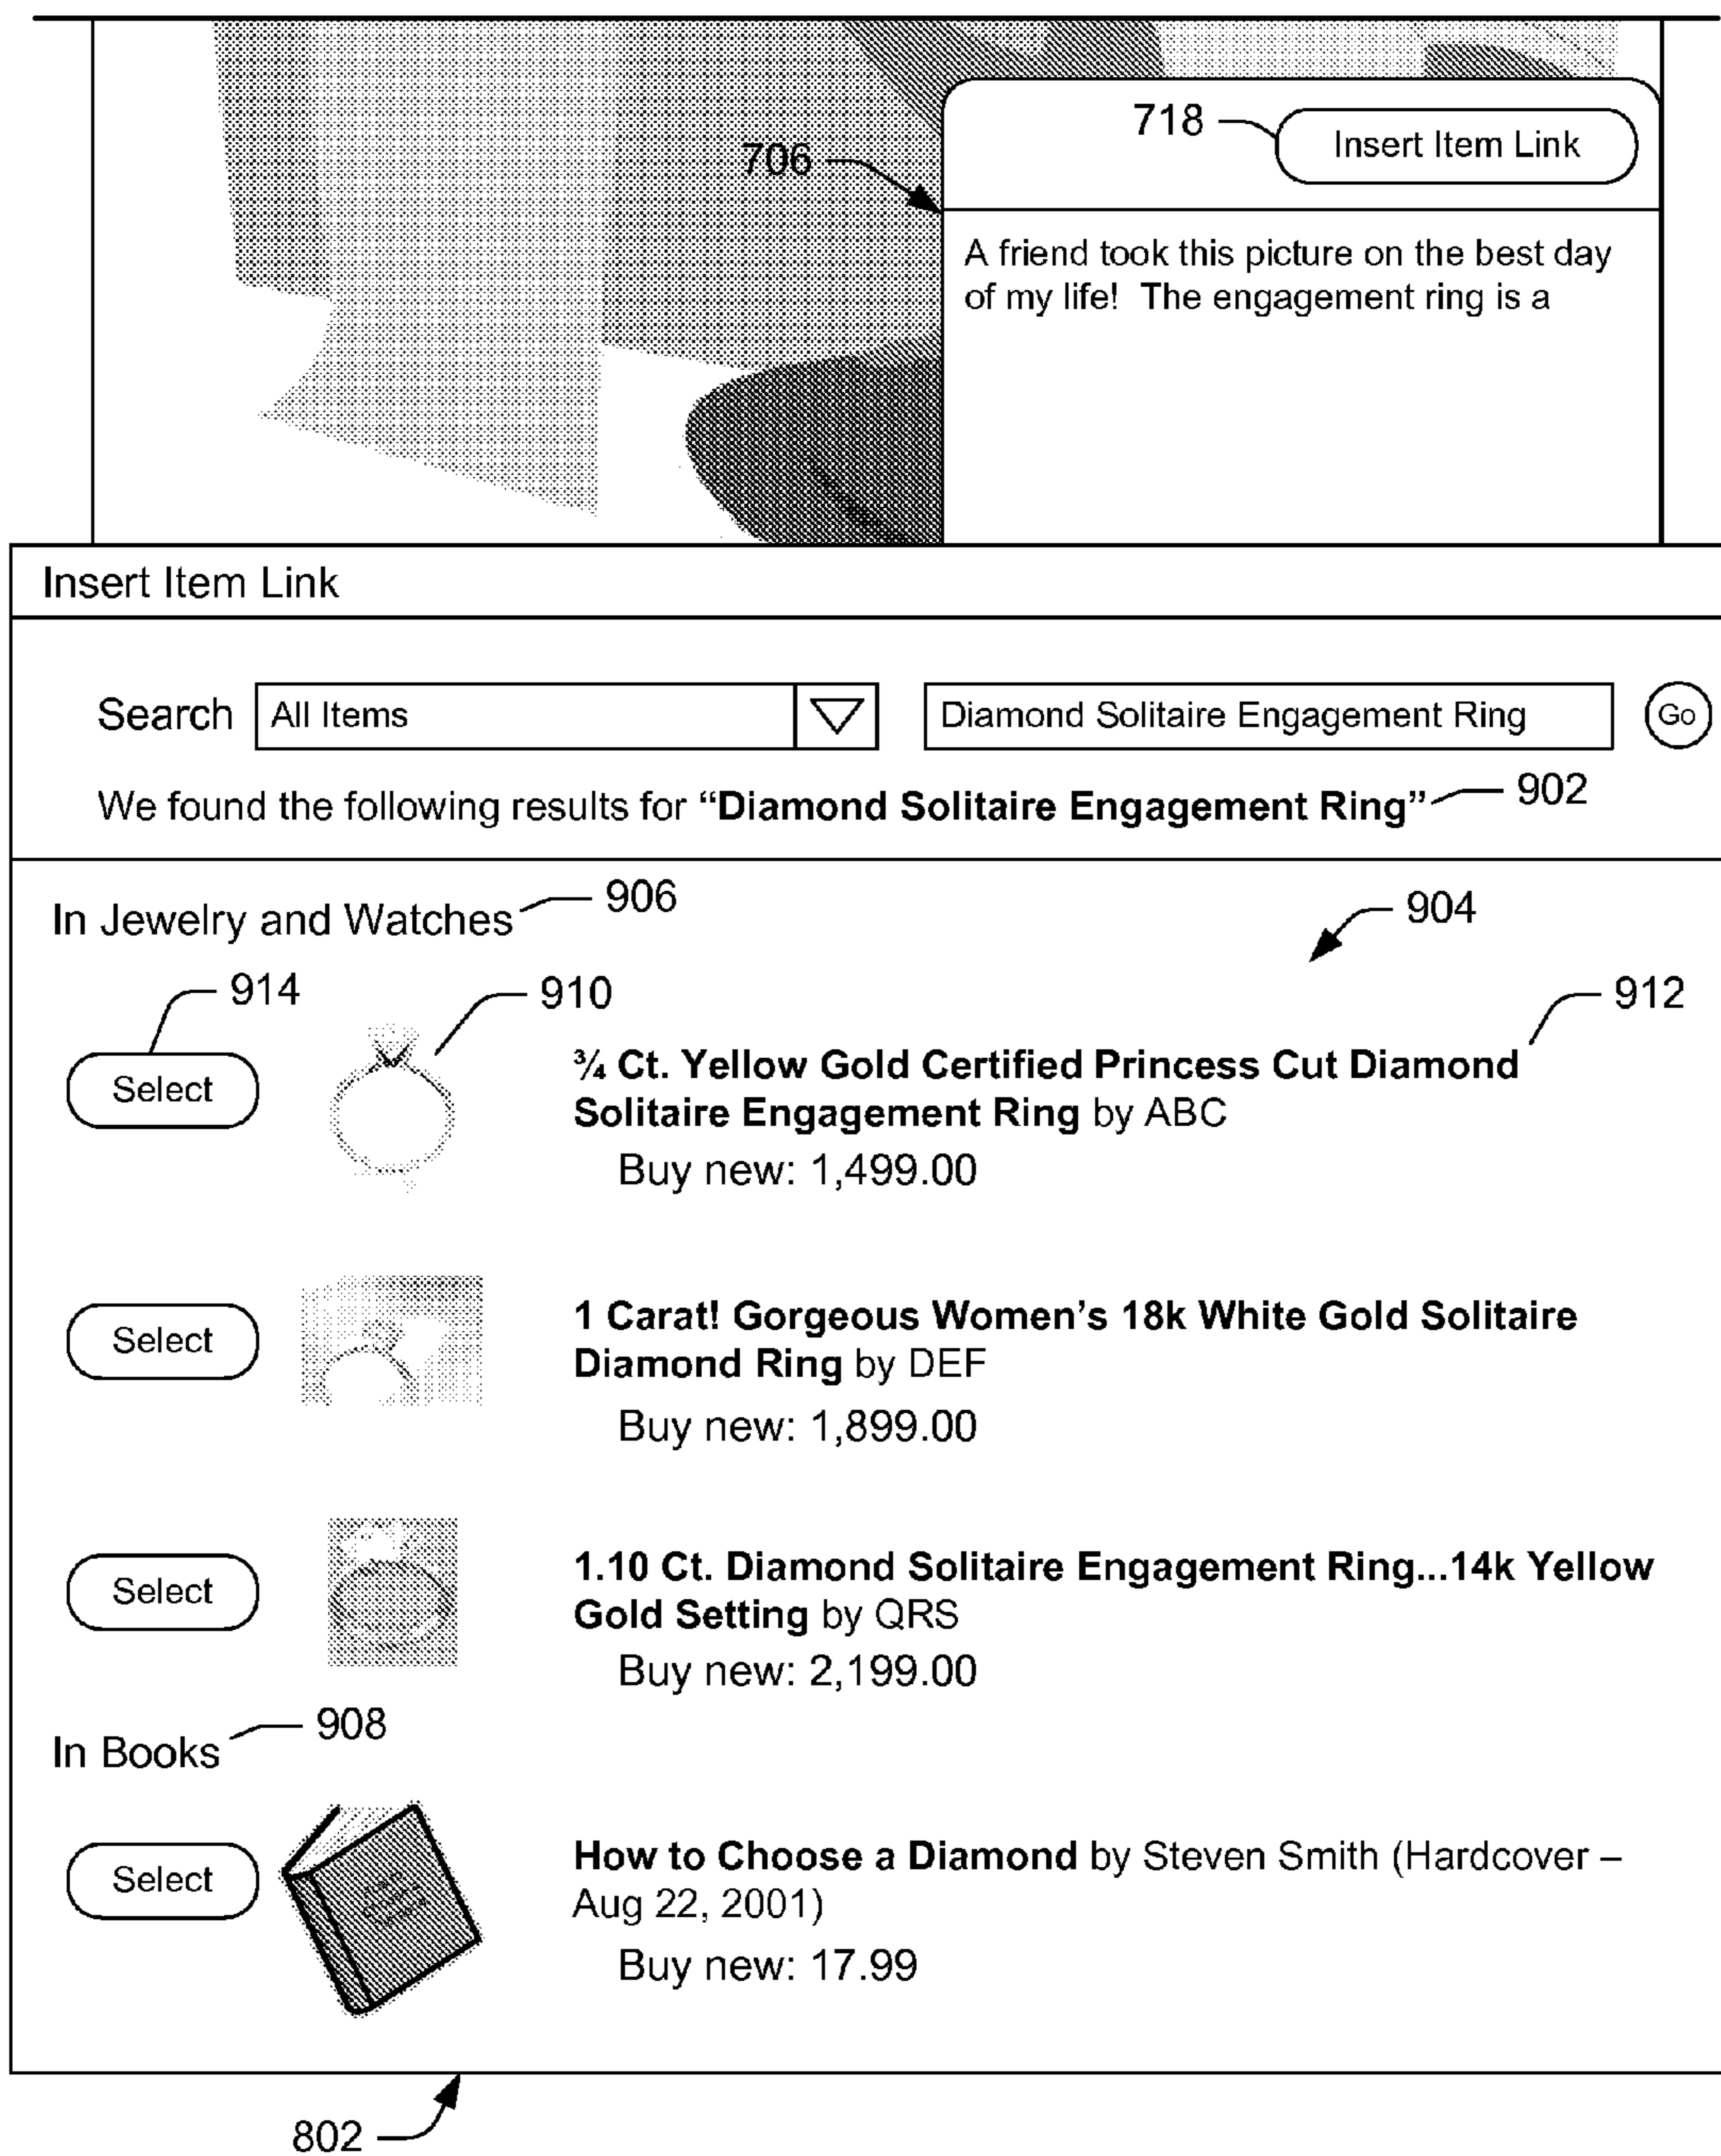 718
Insert Item Link
706
A friend took this picture on the best day
of my life! The engagement ring is a
Insert Item Link
Search All Items Diamond Solitaire Engagement Ring Go
We found the following results for “Diamond Solitaire Engagement Ring” 902
In Jewelry and Watches 906
904
914 910 912
Select
¾ Ct. Yellow Gold Certified Princess Cut Diamond
Solitaire Engagement Ring by ABC
Buy new: 1,499.00
Select
1 Carat! Gorgeous Women’s 18k White Gold Solitaire
Diamond Ring by DEF
Buy new: 1,899.00
Select
1.10 Ct. Diamond Solitaire Engagement Ring...14k Yellow
Gold Setting by QRS
Buy new: 2,199.00
908
In Books
Select
How to Choose a Diamond by Steven Smith (Hardcover –
Aug 22, 2001)
Buy new: 17.99
802